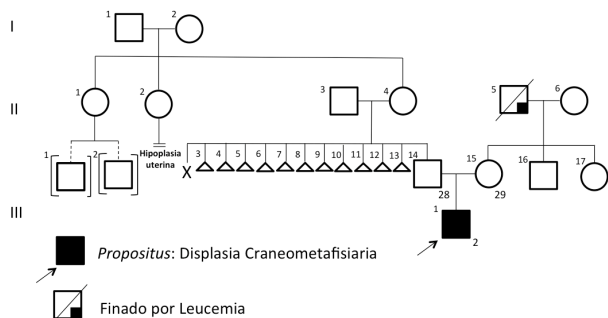 I
1
2
II
1
2
3
4
5
6
Hipoplasia
uterina
1
2
X
3 4 5 6 7 8 9 10 11 12 13 14
15
16
17
28
29
III
1
2
Propositus: Displasia Craneometafisiaria
Finado por Leucemia